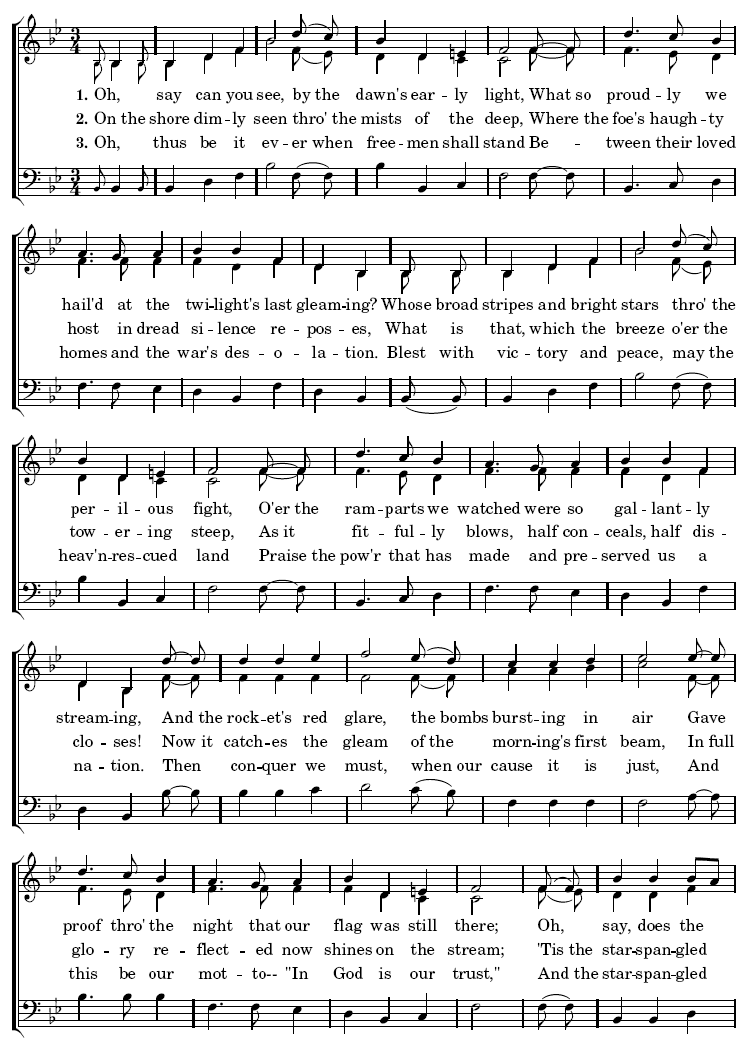 1. Oh, say can you see, by the dawn's ear - ly light, What so proud - ly we
2. On the shore dim - ly seen thro' the mists of the deep, Where the foe's haugh - ty
3. Oh, thus be it ev - er when free - men shall stand Be - tween their loved
hail'd at the twi - light's last gleam - ing? Whose broad stripes and bright stars thro' the
host in dread si - lence re - pos - es, What is that, which the breeze o'er the
homes and the war's des - o - la - tion. Blest with vic - tory and peace, may the
per - il - ous fight, O'er the ram - parts we watched were so gal - lant - ly
tow - er - ing steep, As it fit - ful - ly blows, half con - ceals, half dis -
heav'n - res - cued land Praise the pow'r that has made and pre - served us a
stream - ing, And the rock - et's red glare, the bombs burst - ing in air Gave
clo - ses! Now it catch - es the gleam of the morn - ing's first beam, In full
na - tion. Then con - quer we must, when our cause it is just, And
proof thro' the night that our flag was still there; Oh, say, does the
glo - ry re - flect - ed now shines on the stream; 'Tis the star - span - gled
this be our mot - to-- "In God is our trust," And the star - span - gled